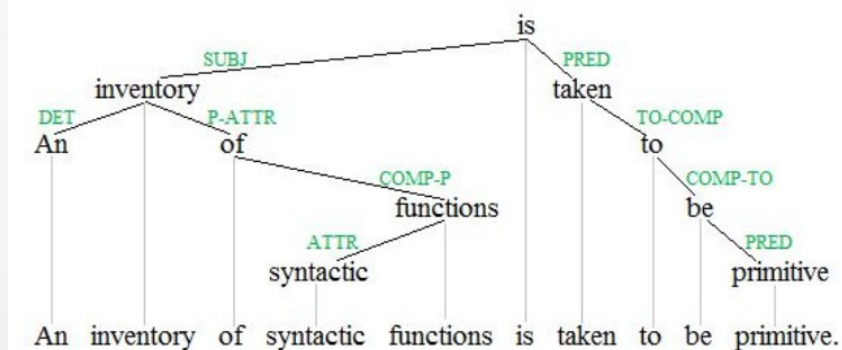 is
SUBJ PRED
inventory taken
DET P-ATTR TO-COMP
An of to
COMP-P COMP-TO
functions be
ATTR PRED
syntactic primitive
An inventory of syntactic functions is taken to be primitive.